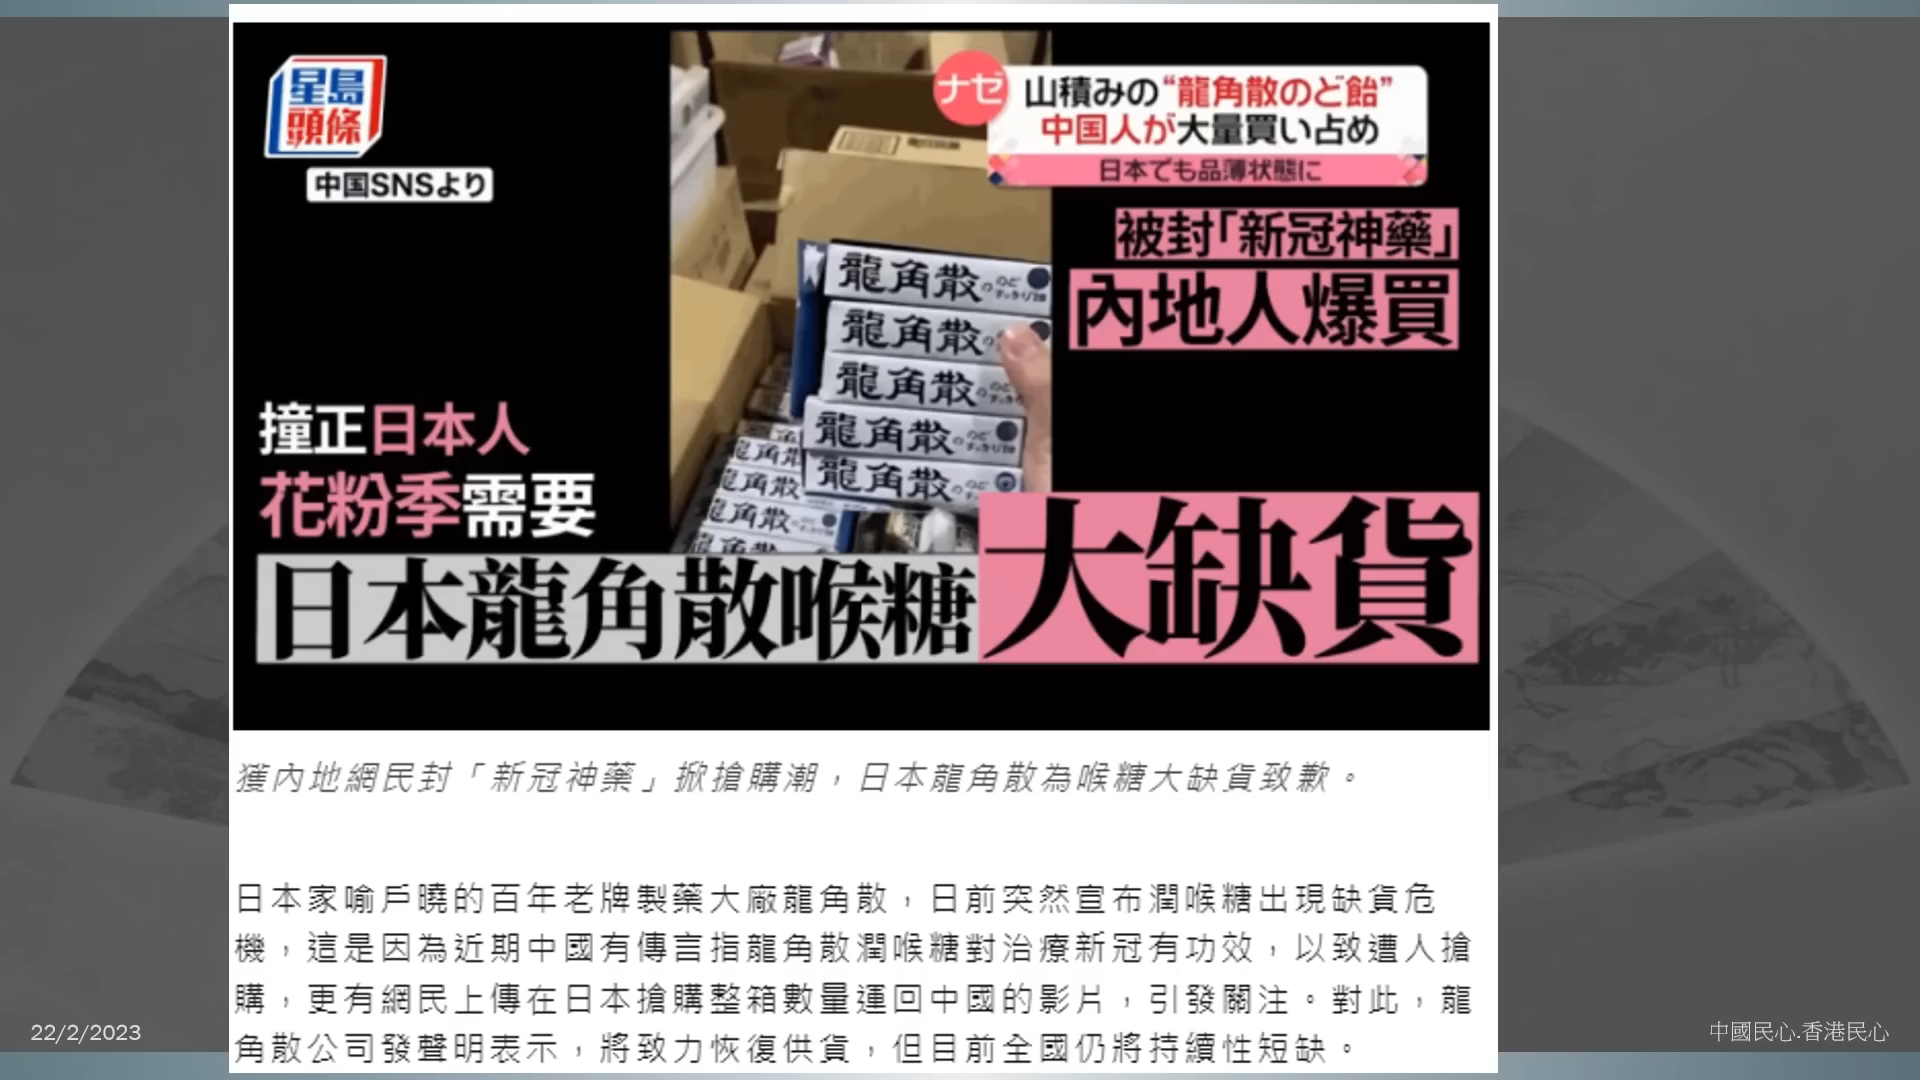 星島
頭條
中国SNSより
ナゼ
山積みの“龍角散のど飴”
中国人が大量買い占め
日本でも品薄状態に
被封「新冠神藥」
內地人爆買
龍角散の
龍角散の
龍角散の
龍角散の
龍角散の
撞正日本人
花粉季需要
日本龍角散喉糖大缺貨
獲內地網民封「新冠神藥」掀搶購潮，日本龍角散為喉糖大缺貨致歉。
日本家喻戶曉的百年老牌製藥大廠龍角散，日前突然宣布潤喉糖出現缺貨危
機，這是因為近期中國有傳言指龍角散潤喉糖對治療新冠有功效，以致遭人搶
購，更有網民上傳在日本搶購整箱數量運回中國的影片，引發關注。對此，龍
角散公司發聲明表示，將致力恢復供貨，但目前全國仍將持續性短缺。
22/2/2023
中國民心.香港民心